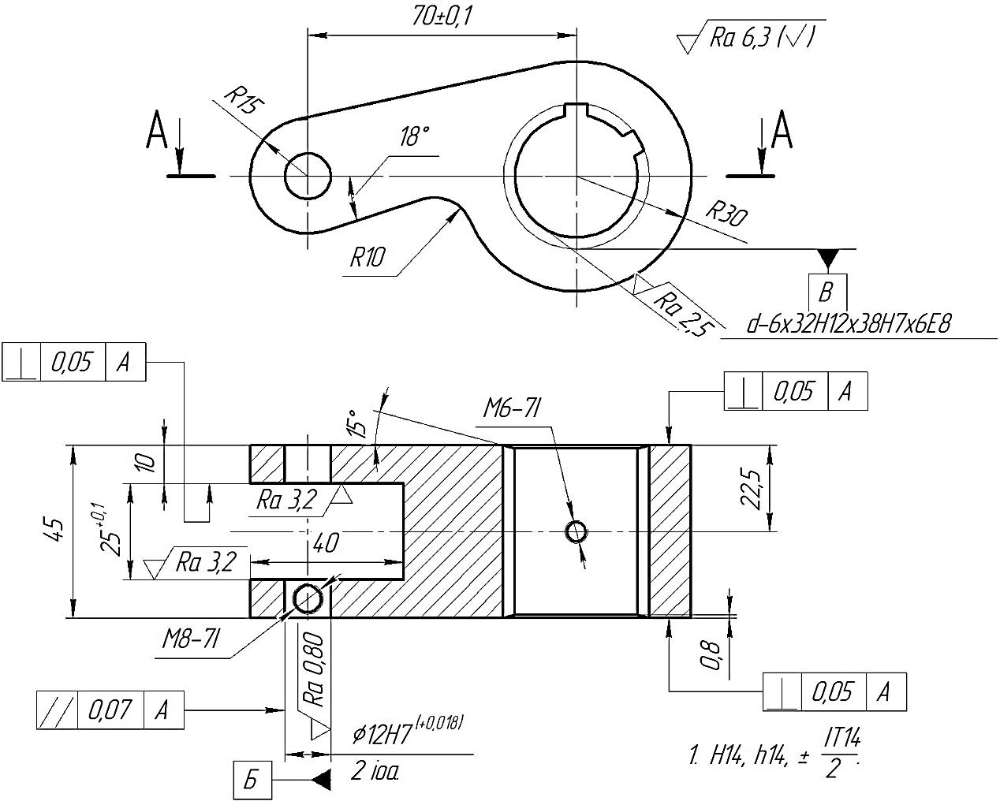 70±0,1
Ra 6,3 (√)
R15
A
A
18°
R30
R10
B
Ra 2,5
d-6x32H12x38H7x6E8
⊥ 0,05 A
⊥ 0,05 A
M6-7I
15°
10
Ra 3,2
22,5
45
25+0,1
40
Ra 3,2
M8-7I
0,8
Ra 0,80
⊥ 0,05 A
// 0,07 A
⌀12H7(+0,018)
2 iоа.
Б
1. H14, h14, ± IT14/2.